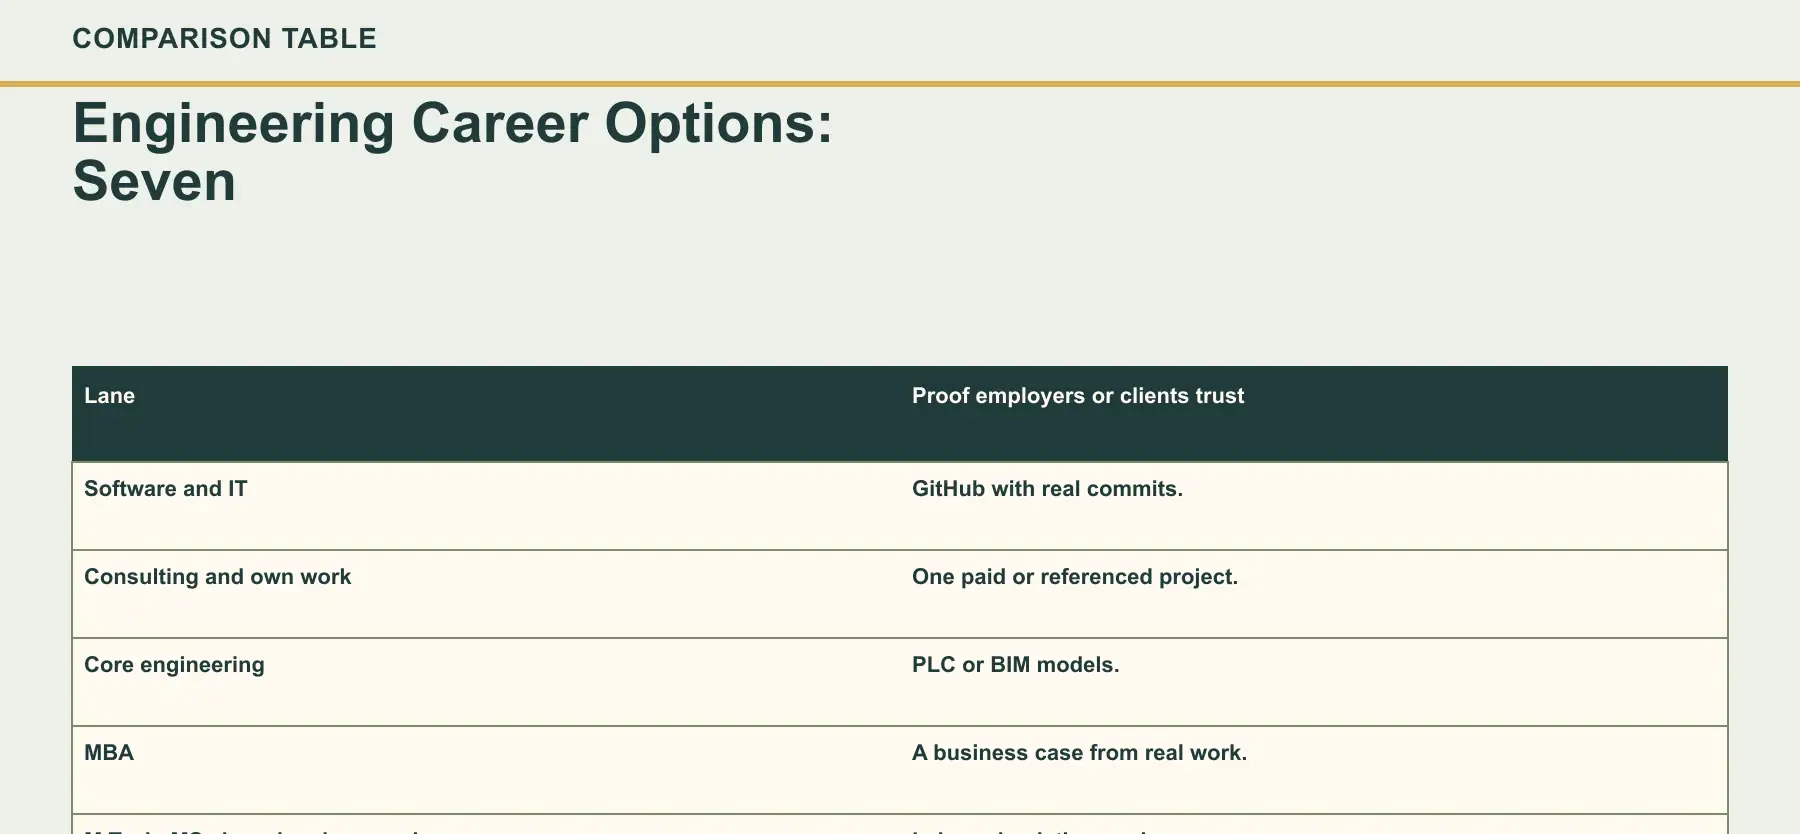 COMPARISON TABLE
Engineering Career Options:
Seven
Lane Proof employers or clients trust
Software and IT GitHub with real commits.
Consulting and own work One paid or referenced project.
Core engineering PLC or BIM models.
MBA A business case from real work.